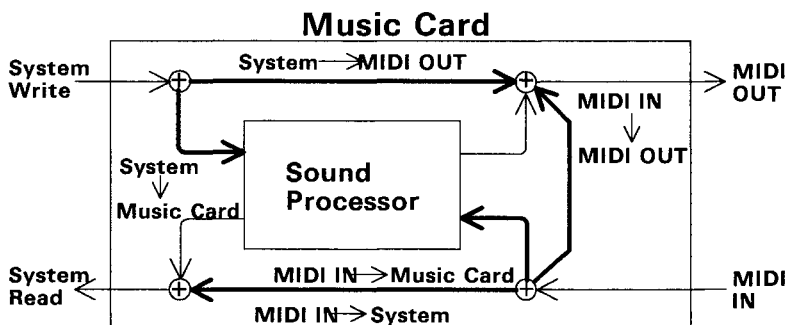 Music Card
System
Write
System → MIDI OUT
MIDI
OUT
MIDI IN
↓
MIDI OUT
Sound
Processor
System
↓
Music Card
System
Read
MIDI IN → Music Card
MIDI IN → System
MIDI
IN